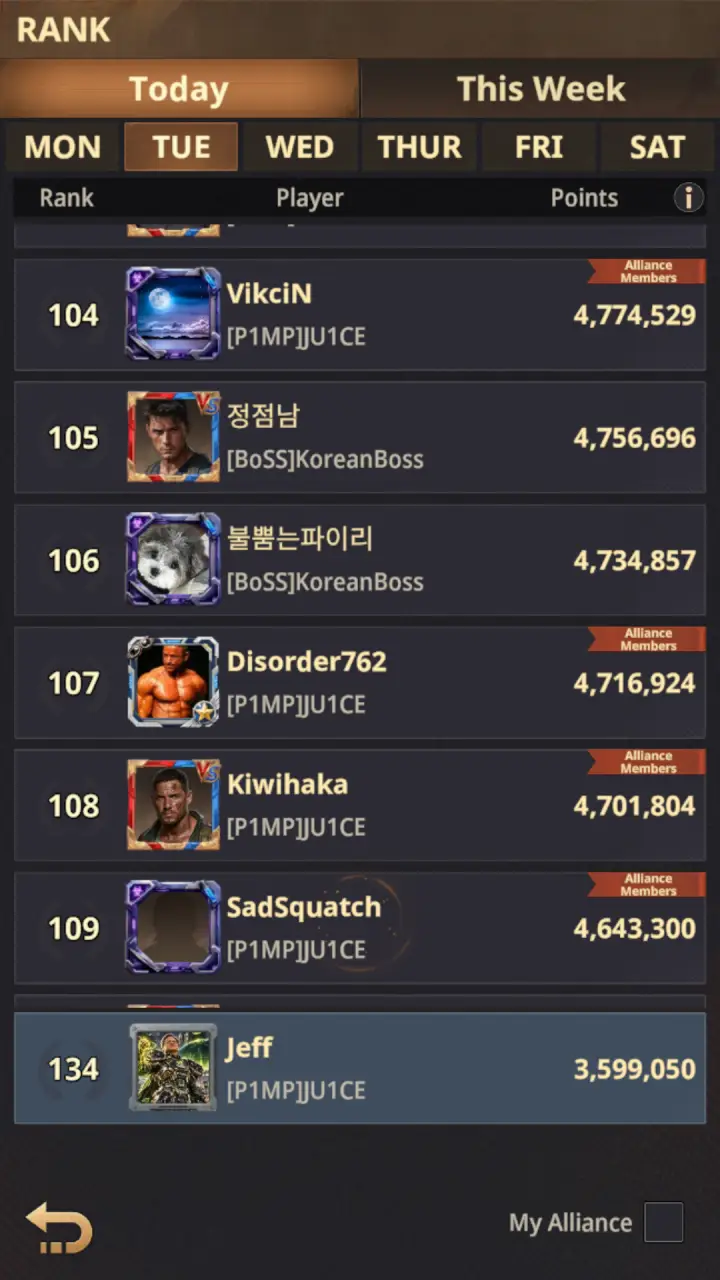 RANK
Today
This Week
MON
TUE
WED
THUR
FRI
SAT
Rank
Player
Points
Alliance
Members
104
VikciN
[P1MP]JU1CE
4,774,529
105
정점남
[BoSS]KoreanBoss
4,756,696
106
불뿜는파이리
[BoSS]KoreanBoss
4,734,857
Alliance
Members
107
Disorder762
[P1MP]JU1CE
4,716,924
Alliance
Members
108
Kiwihaka
[P1MP]JU1CE
4,701,804
Alliance
Members
109
SadSquatch
[P1MP]JU1CE
4,643,300
134
Jeff
[P1MP]JU1CE
3,599,050
My Alliance